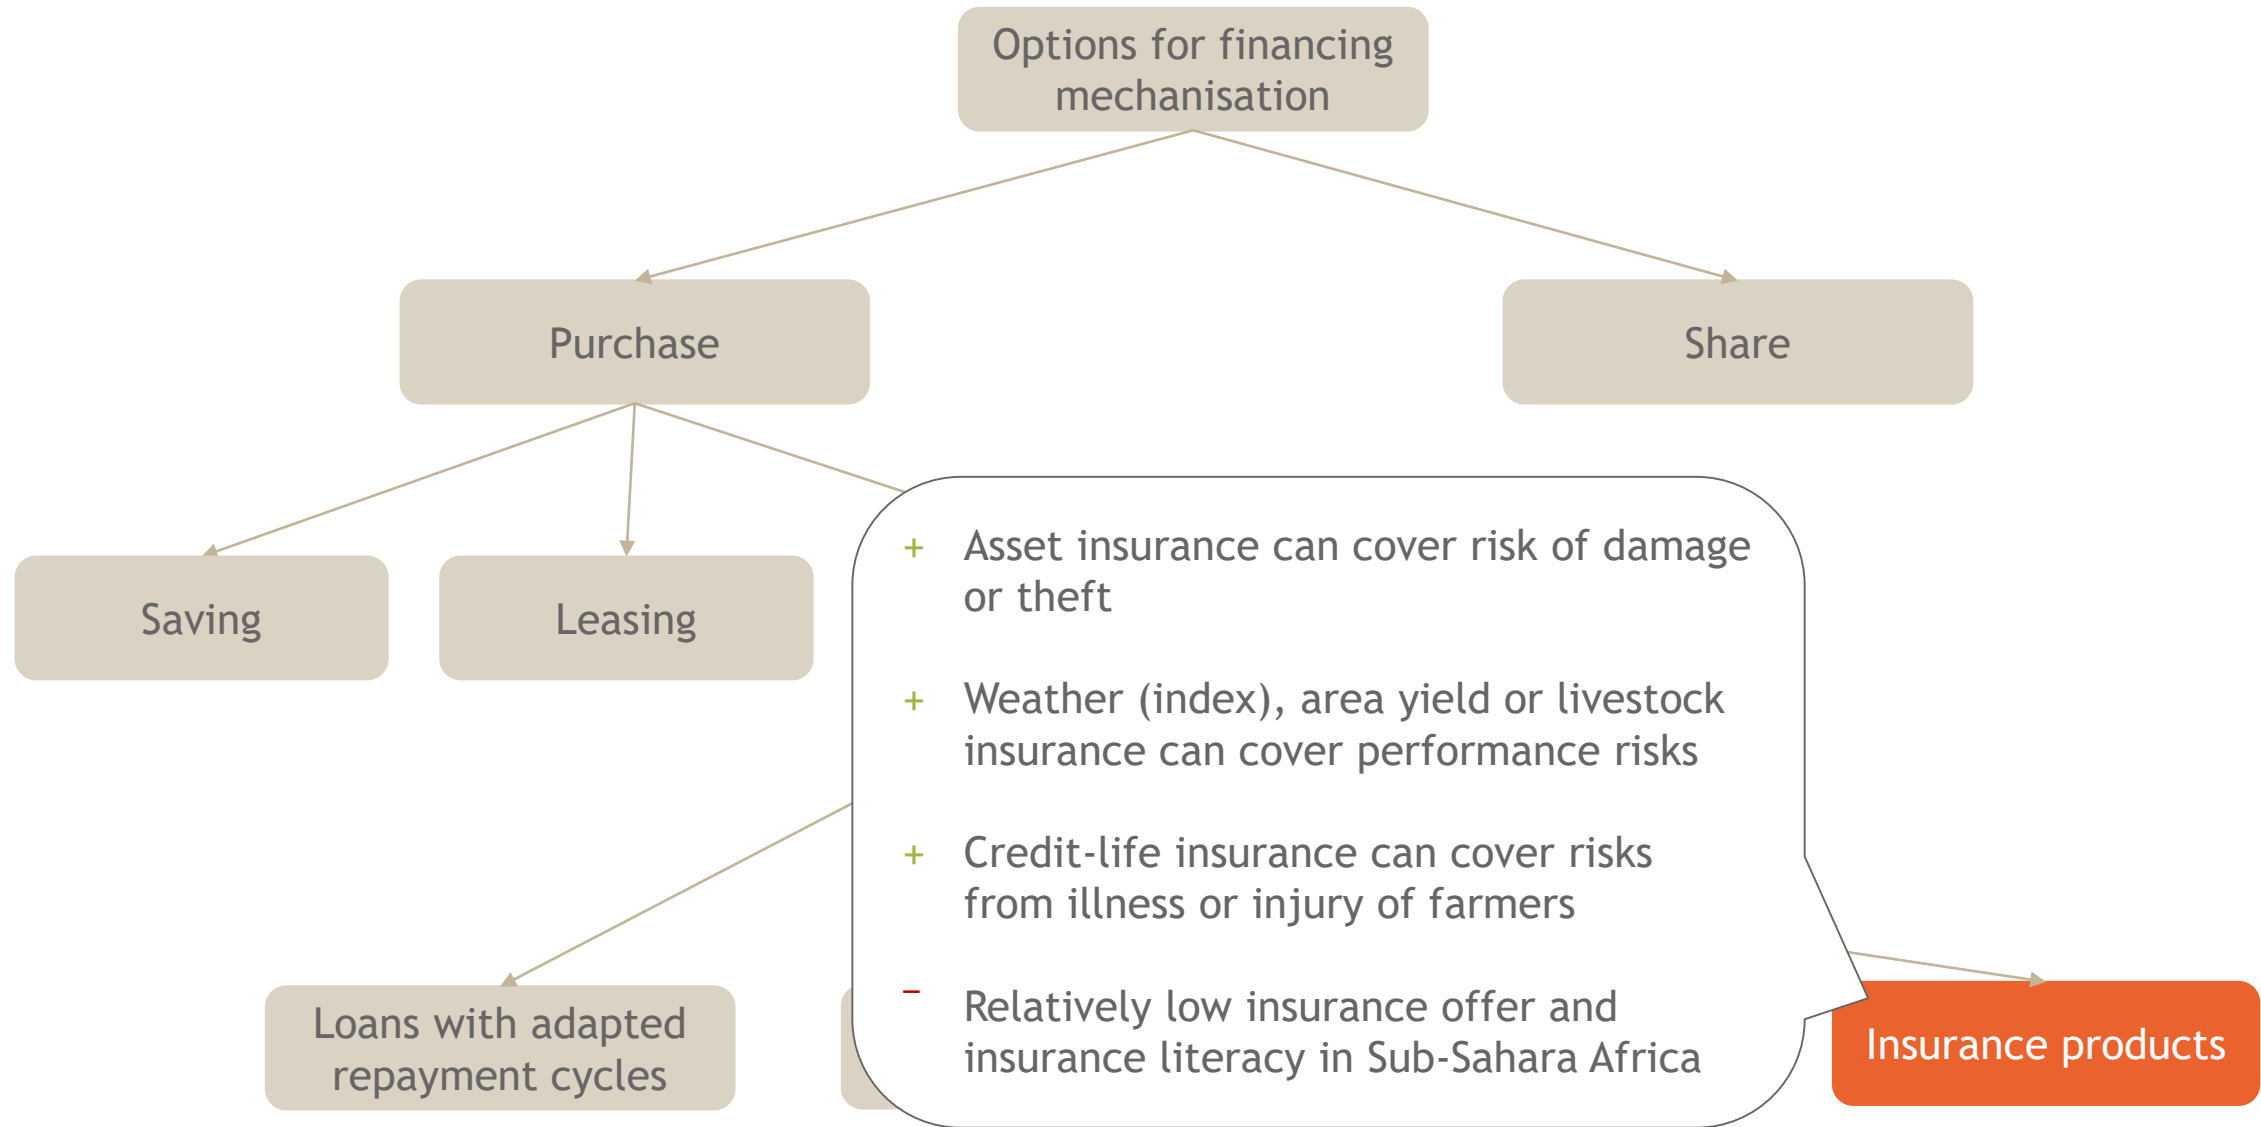 Options for financing
mechanisation
Purchase
Share
Saving
Leasing
+ Asset insurance can cover risk of damage
or theft
+ Weather (index), area yield or livestock
insurance can cover performance risks
+ Credit-life insurance can cover risks
from illness or injury of farmers
− Relatively low insurance offer and
insurance literacy in Sub-Sahara Africa
Loans with adapted
repayment cycles
Insurance products